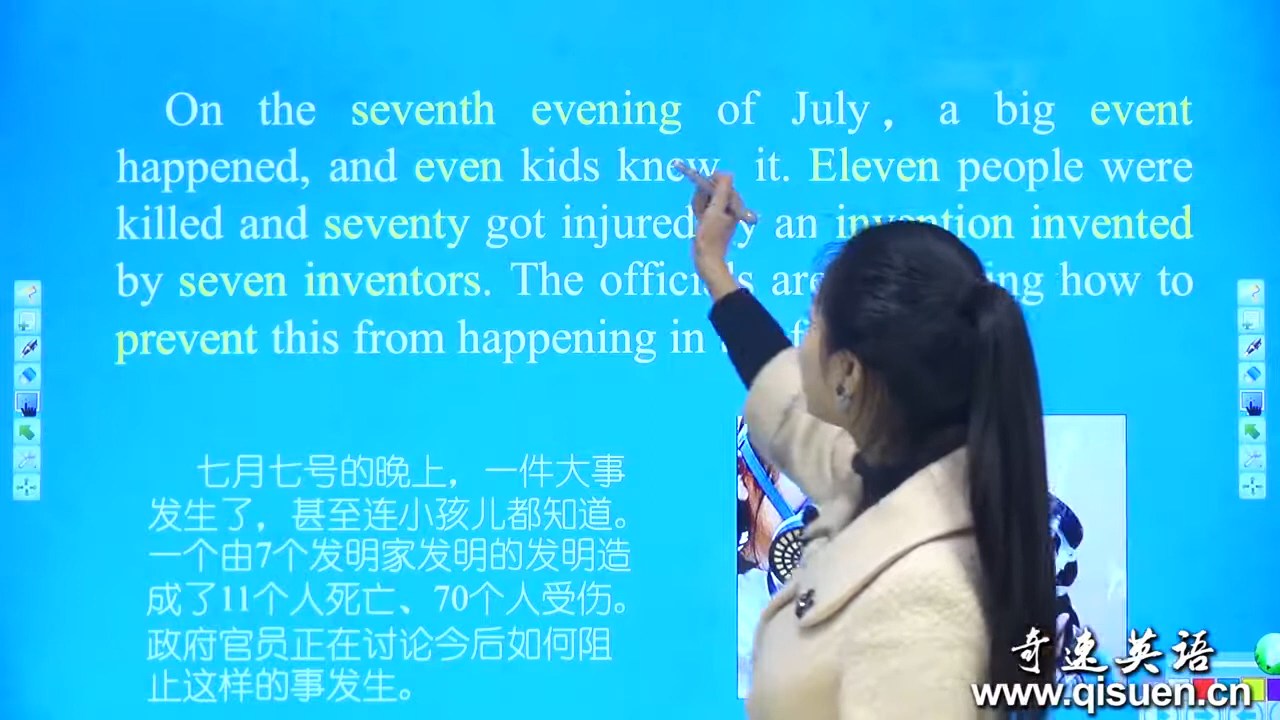 On the seventh evening of July, a big event
happened, and even kids knew it. Eleven people were
killed and seventy got injured an invention invented
by seven inventors. The officials are how to
prevent this from happening in
七月七号的晚上，一件大事
发生了，甚至连小孩儿都知道。
一个由7个发明家发明的发明造
成了11个人死亡、70个人受伤。
政府官员正在讨论今后如何阻
止这样的事发生。
奇速英语
www.qisuen.cn